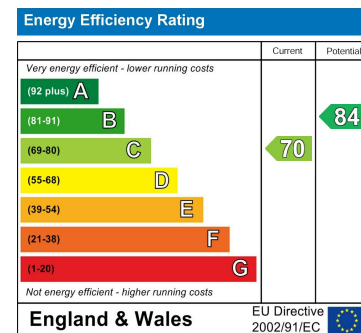 Energy Efficiency Rating
Current Potential
Very energy efficient - lower running costs
(92 plus) A
(81-91) B
84
(69-80) C
70
(55-68) D
(39-54) E
(21-38) F
(1-20) G
Not energy efficient - higher running costs
England & Wales
EU Directive
2002/91/EC